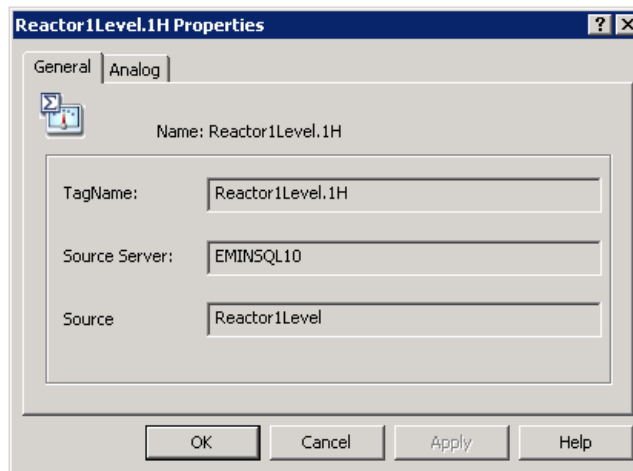 Reactor1Level.1H Properties
General Analog
Name: Reactor1Level.1H
TagName: Reactor1Level.1H
Source Server: EMINSQL10
Source Reactor1Level
OK Cancel Apply Help